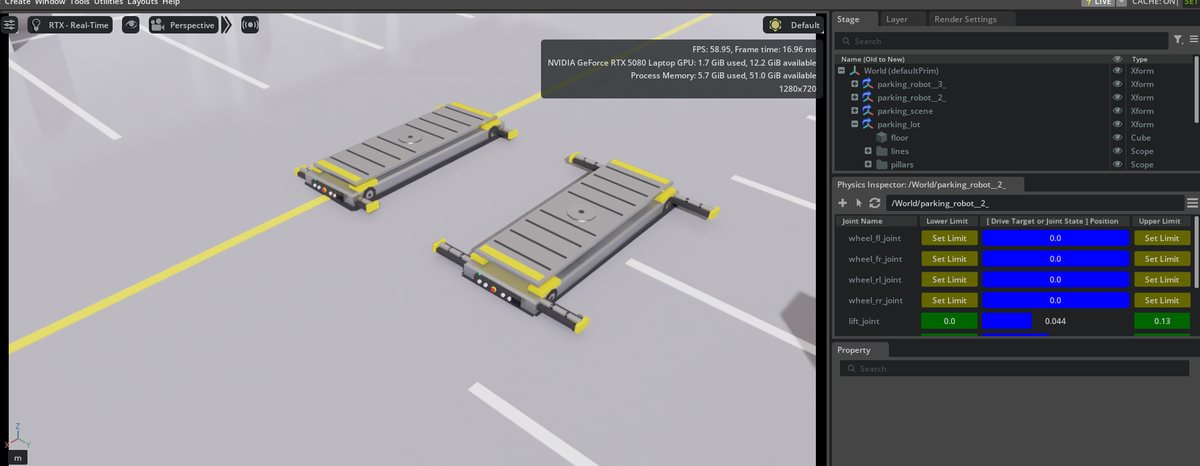 Create Window Tools Utilities Layouts Help
LIVE CACHE: ON
RTX - Real-Time
Perspective
Default
FPS: 58.95, Frame time: 16.96 ms
NVIDIA GeForce RTX 5080 Laptop GPU: 1.7 GiB used, 12.2 GiB available
Process Memory: 5.7 GiB used, 51.0 GiB available
1280x720
Z
Y
m
Stage Layer Render Settings
Search
Name (Old to New) Type
World (defaultPrim) Xform
parking_robot__3_ Xform
parking_robot__2_ Xform
parking_scene Xform
parking_lot Xform
floor Cube
lines Scope
pillars Scope
Physics Inspector: /World/parking_robot__2_
/World/parking_robot__2_
Joint Name Lower Limit [ Drive Target or Joint State ] Position Upper Limit
wheel_fl_joint Set Limit 0.0 Set Limit
wheel_fr_joint Set Limit 0.0 Set Limit
wheel_rl_joint Set Limit 0.0 Set Limit
wheel_rr_joint Set Limit 0.0 Set Limit
lift_joint 0.0 0.044 0.13
Property
Search